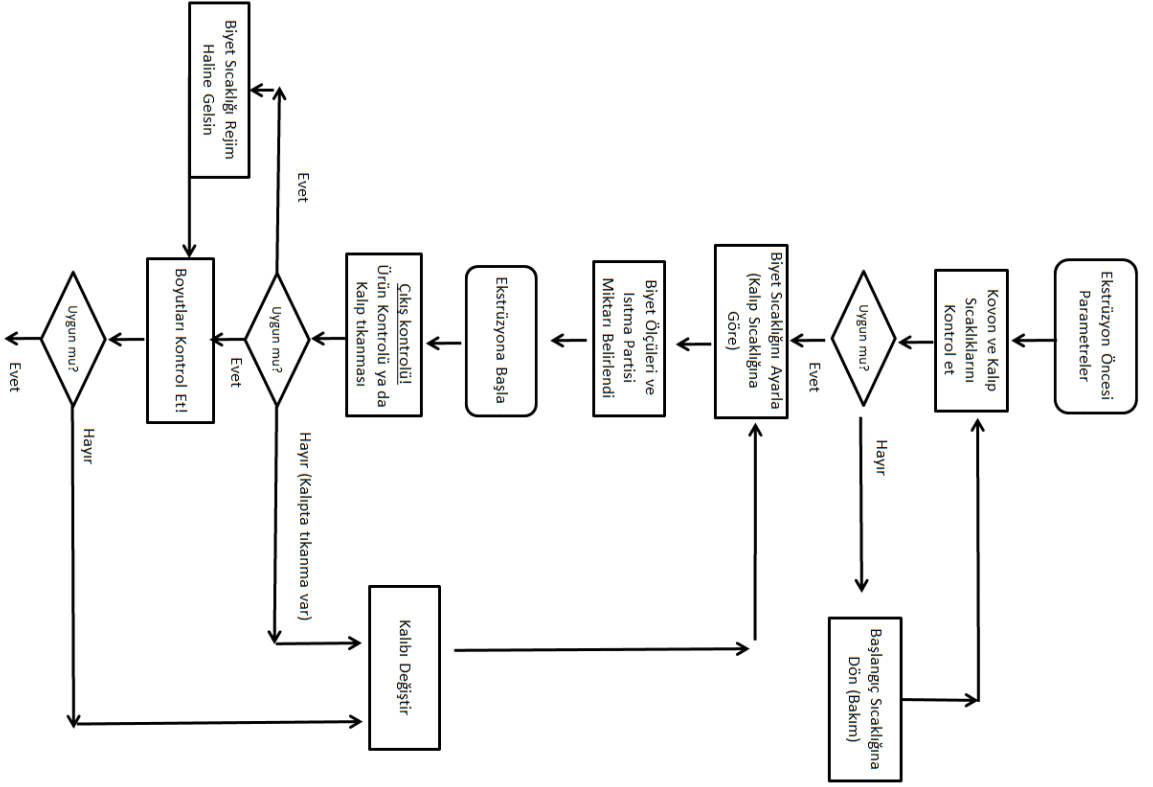 Ekstrüzyon Öncesi
Parametreler
Kovon ve Kalıp
Sıcaklıklarını
Kontrol et
Uygun mu?
Hayır
Evet
Başlangıç Sıcaklığına
Dön (Bakım)
Biyet Sıcaklığını Ayarla
(Kalıp Sıcaklığına
Göre)
Biyet Ölçüleri ve
Isıtma Partisi
Miktarı Belirlendi
Ekstrüzyona Başla
Çıkış kontrolü!
Ürün Kontrolü ya da
Kalıp tıkanması
Kalıbı Değiştir
Uygun mu?
Evet
Hayır (Kalıpta tıkanma var)
Evet
Biyet Sıcaklığı Rejim
Haline Gelsin
Boyutları Kontrol Et!
Uygun mu?
Hayır
Evet